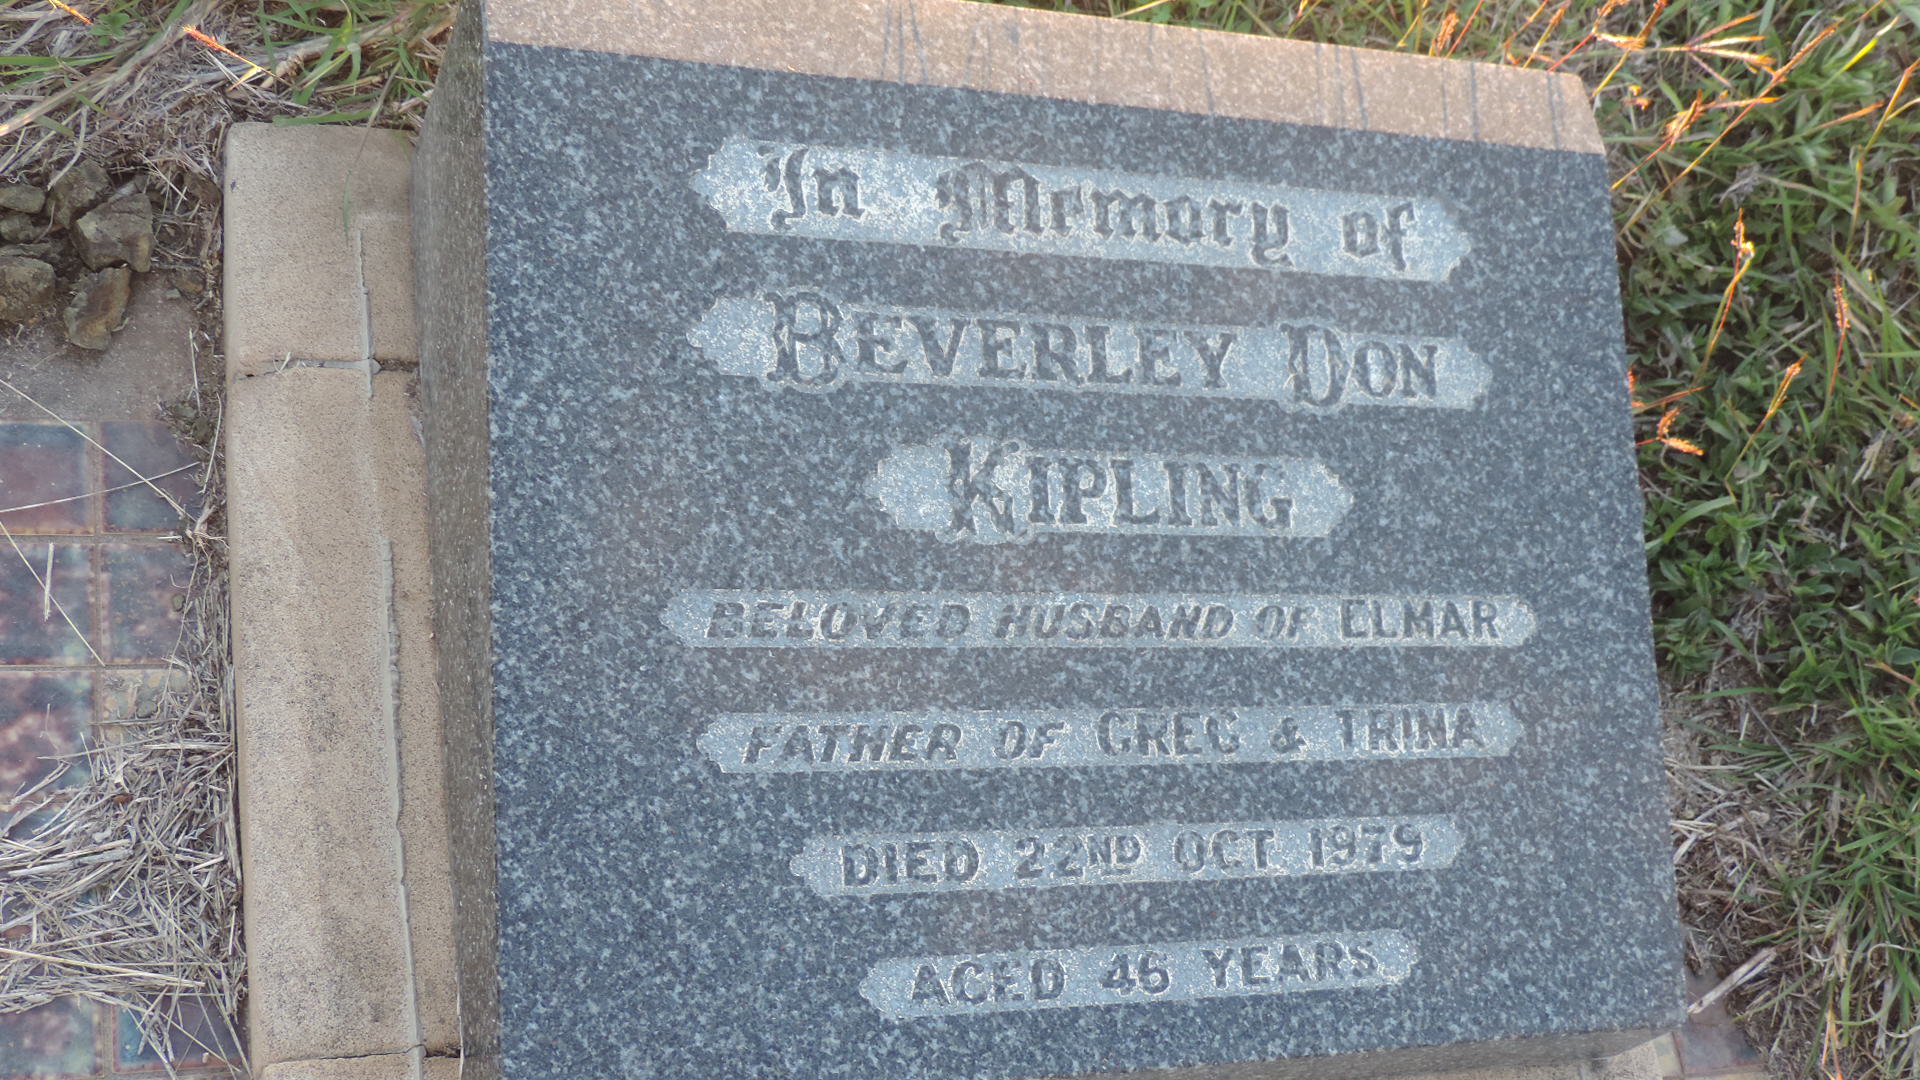 In Memory of
BEVERLEY DON
KIPLING
BELOVED HUSBAND OF ELMAR
FATHER OF GREG & TRINA
DIED 22ND OCT 1979
AGED 46 YEARS